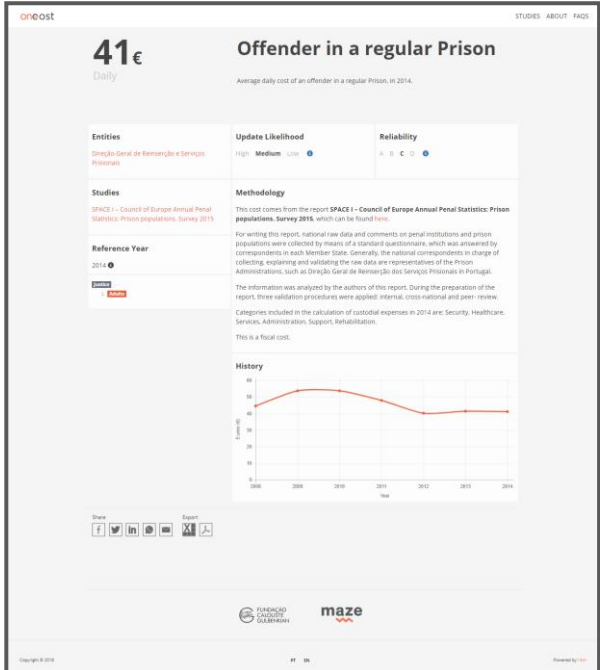 onecost
STUDIES ABOUT FAQS
41€
Daily
Offender in a regular Prison
Average daily cost of an offender in a regular Prison, in 2014.
Entities
Direção-Geral de Reinserção e Serviços
Prisionais
Update Likelihood
High Medium Low
Reliability
A B C D
Studies
SPACE I – Council of Europe Annual Penal
Statistics: Prison populations. Survey 2015
Reference Year
2014
Justice
Adults
Methodology
This cost comes from the report SPACE I – Council of Europe Annual Penal Statistics: Prison
populations. Survey 2015, which can be found here.
For writing this report, national raw data and comments on penal institutions and prison
populations were collected by means of a standard questionnaire, which was answered by
correspondents in each Member State. Generally, the national correspondents in charge of
collecting, explaining and validating the raw data are representatives of the Prison
Administrations, such as Direção Geral de Reinserção dos Serviços Prisionais in Portugal.
The information was analyzed by the authors of this report. During the preparation of the
report, three validation procedures were applied: internal, cross-national and peer- review.
Categories included in the calculation of custodial expenses in 2014 are: Security, Healthcare,
Services, Administration, Support, Rehabilitation.
This is a fiscal cost.
History
60
50
40
30
20
10
0
Euros (€)
2006 2008 2010 2011 2012 2013 2014
Year
Share
Export
FUNDAÇÃO
CALOUSTE
GULBENKIAN
maze
Copyright © 2018
PT EN
Powered by